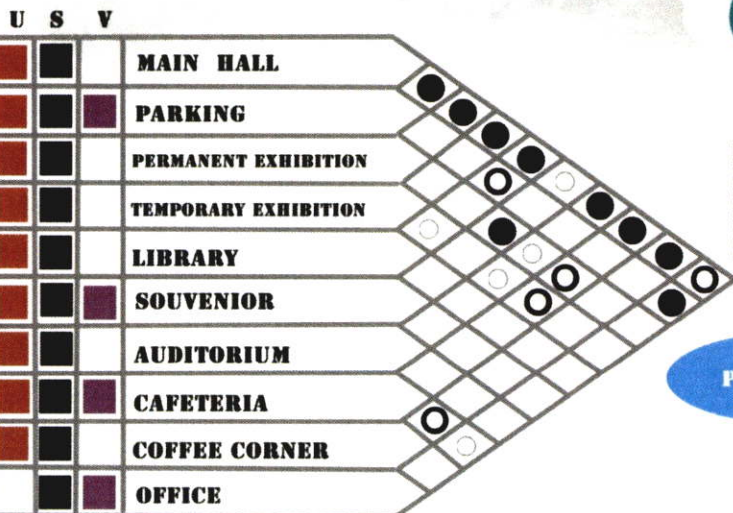 U S V
MAIN HALL
PARKING
PERMANENT EXHIBITION
TEMPORARY EXHIBITION
LIBRARY
SOUVENIOR
AUDITORIUM
CAFETERIA
P
COFFEE CORNER
OFFICE